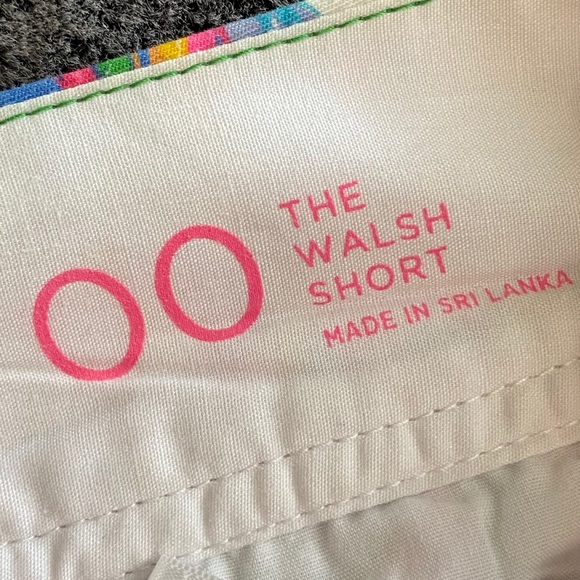 00
THE
WALSH
SHORT
MADE IN SRI LANKA